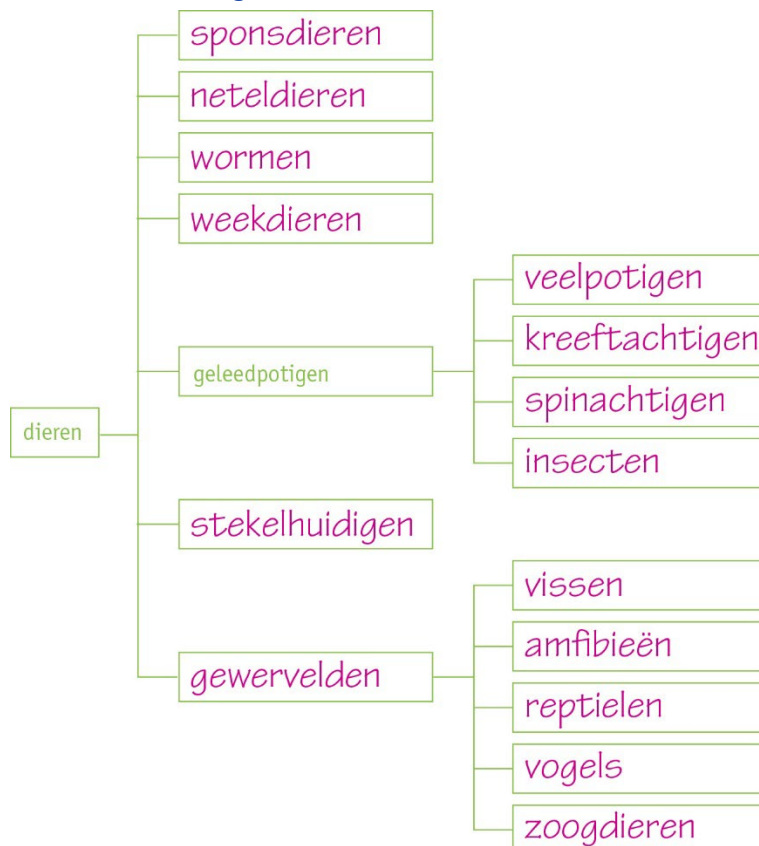 sponsdieren
neteldieren
wormen
weekdieren
geleedpotigen
veelpotigen
kreeftachtigen
spinachtigen
insecten
dieren
stekelhuidigen
gewervelden
vissen
amfibieën
reptielen
vogels
zoogdieren